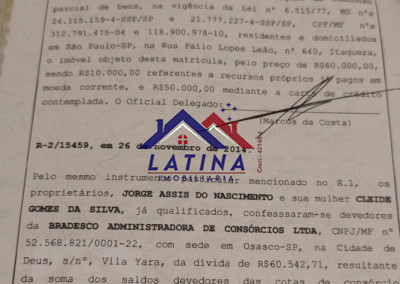 parcial de bens, na vigência da Lei nº 6.515/77, RG nºs
24.115.159-4-SSP/SP e 21.777.227-4-SSP/SP, CPF/MF nºs
312.791.475-04 e 118.900.978-10, residentes e domiciliados
em São Paulo-SP, na Rua Failo Lopes Leão, nº 640, Itaquera,
o imóvel objeto desta matrícula, pelo preço de R$60.000,00,
sendo R$10.000,00 referentes a recursos próprios pagos em
moeda corrente, e R$50.000,00 mediante a carta de crédito
contemplada. O Oficial Delegado:
(Marcos da Costa)
R-2/15459, em 26 de novembro de 2014.
LATINA
IMOBILIARIA
Pelo mesmo instrumento particular mencionado no R.1, os
proprietários, JORGE ASSIS DO NASCIMENTO e sua mulher CLEIDE
GOMES DA SILVA, já qualificados, confesssaram-se devedores
da BRADESCO ADMINISTRADORA DE CONSÓRCIOS LTDA, CNPJ/MF nº
52.568.821/0001-22, com sede em Osasco-SP, na Cidade de
Deus, s/nº, Vila Yara, da dívida de R$60.542,71, resultante
da soma dos saldos devedores das cotas de consórcio